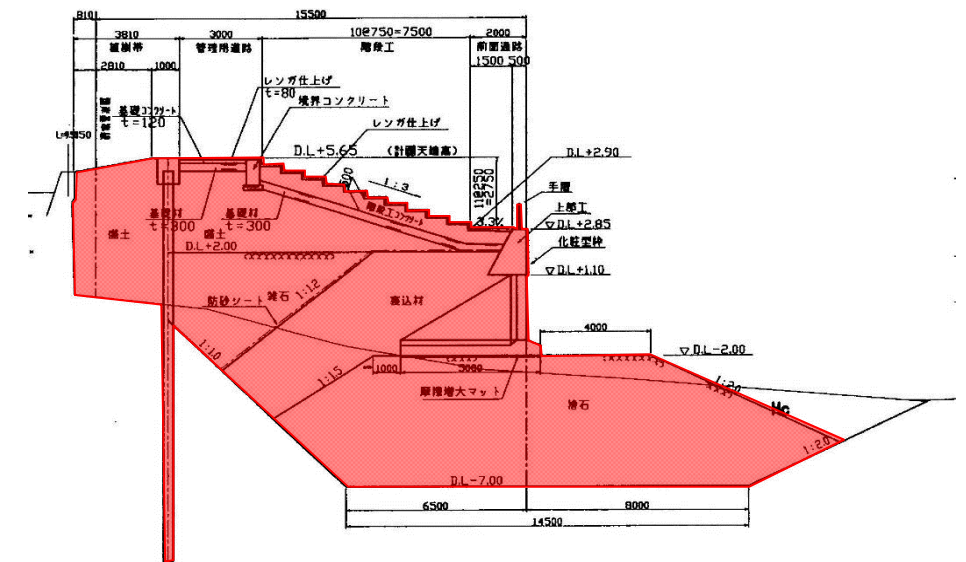 8101
15500
3810
3000
10@750=7500
2000
植樹帯
管理用通路
階段工
前面通路
1500 500
2810
1000
レンガ仕上げ
t=80
境界コンクリート
基礎コンクリート
t=120
レンガ仕上げ
D.L+5.65
(計画天端高)
D.L+2.90
1:3
11@250
=2750
手摺
上部工
3.3%
▽D.L+2.85
階段工コンクリート
化粧型枠
基礎材
t=300
基礎材
t=300
盛土
盛土
D.L+2.00
▽D.L+1.10
防砂シート
雑石
1:1.2
裏込材
4000
1:1.0
1:1.5
▽D.L-2.00
1000
5000
摩擦増大マット
捨石
1:2.0
1:2.0
D.L-7.00
6500
8000
14500